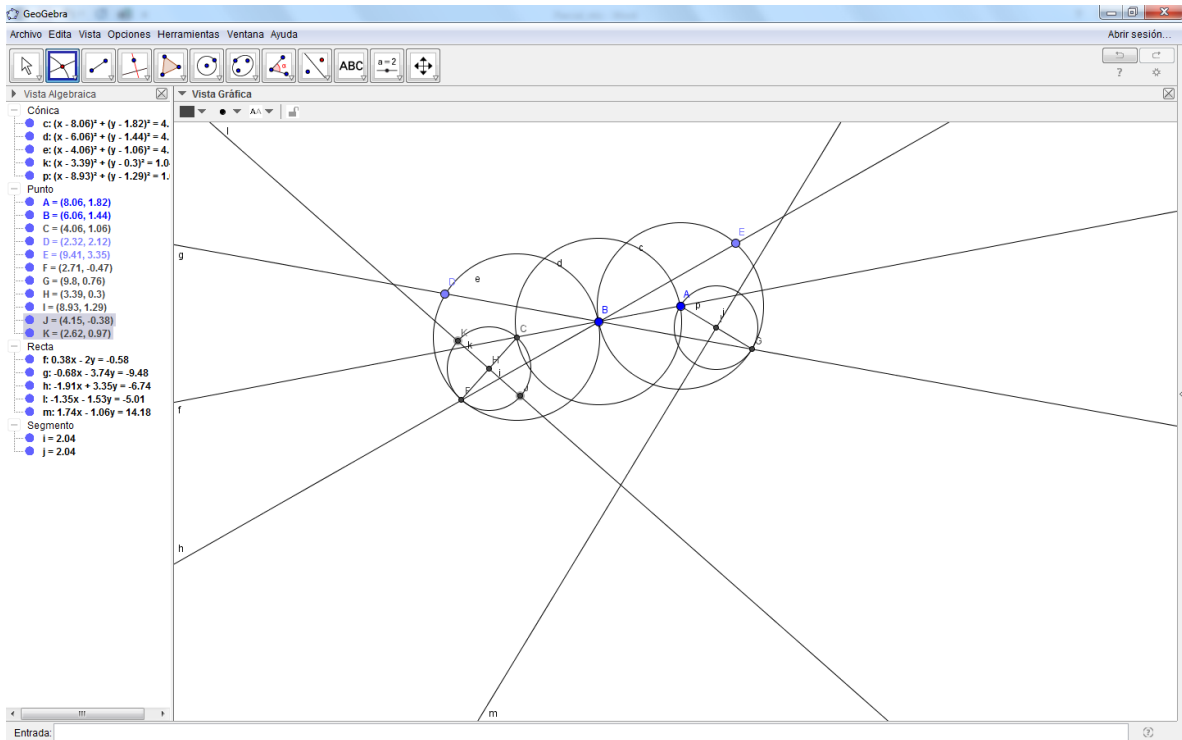 GeoGebra
Archivo Edita Vista Opciones Herramientas Ventana Ayuda
Abrir sesión...
ABC
a=2
?
Vista Algebraica
Vista Gráfica
AA
Cónica
c: (x - 8.06)² + (y - 1.82)² = 4.
d: (x - 6.06)² + (y - 1.44)² = 4.
e: (x - 4.06)² + (y - 1.06)² = 4.
k: (x - 3.39)² + (y - 0.3)² = 1.0
p: (x - 8.93)² + (y - 1.29)² = 1.
Punto
A = (8.06, 1.82)
B = (6.06, 1.44)
C = (4.06, 1.06)
D = (2.32, 2.12)
E = (9.41, 3.35)
F = (2.71, -0.47)
G = (9.8, 0.76)
H = (3.39, 0.3)
I = (8.93, 1.29)
J = (4.15, -0.38)
K = (2.62, 0.97)
Recta
f: 0.38x - 2y = -0.58
g: -0.68x - 3.74y = -9.48
h: -1.91x + 3.35y = -6.74
l: -1.35x - 1.53y = -5.01
m: 1.74x - 1.06y = 14.18
Segmento
i = 2.04
j = 2.04
l
E
c
g
d
e
D
A
p
j
B
C
K
k
G
H
i
F
J
f
h
m
Entrada: